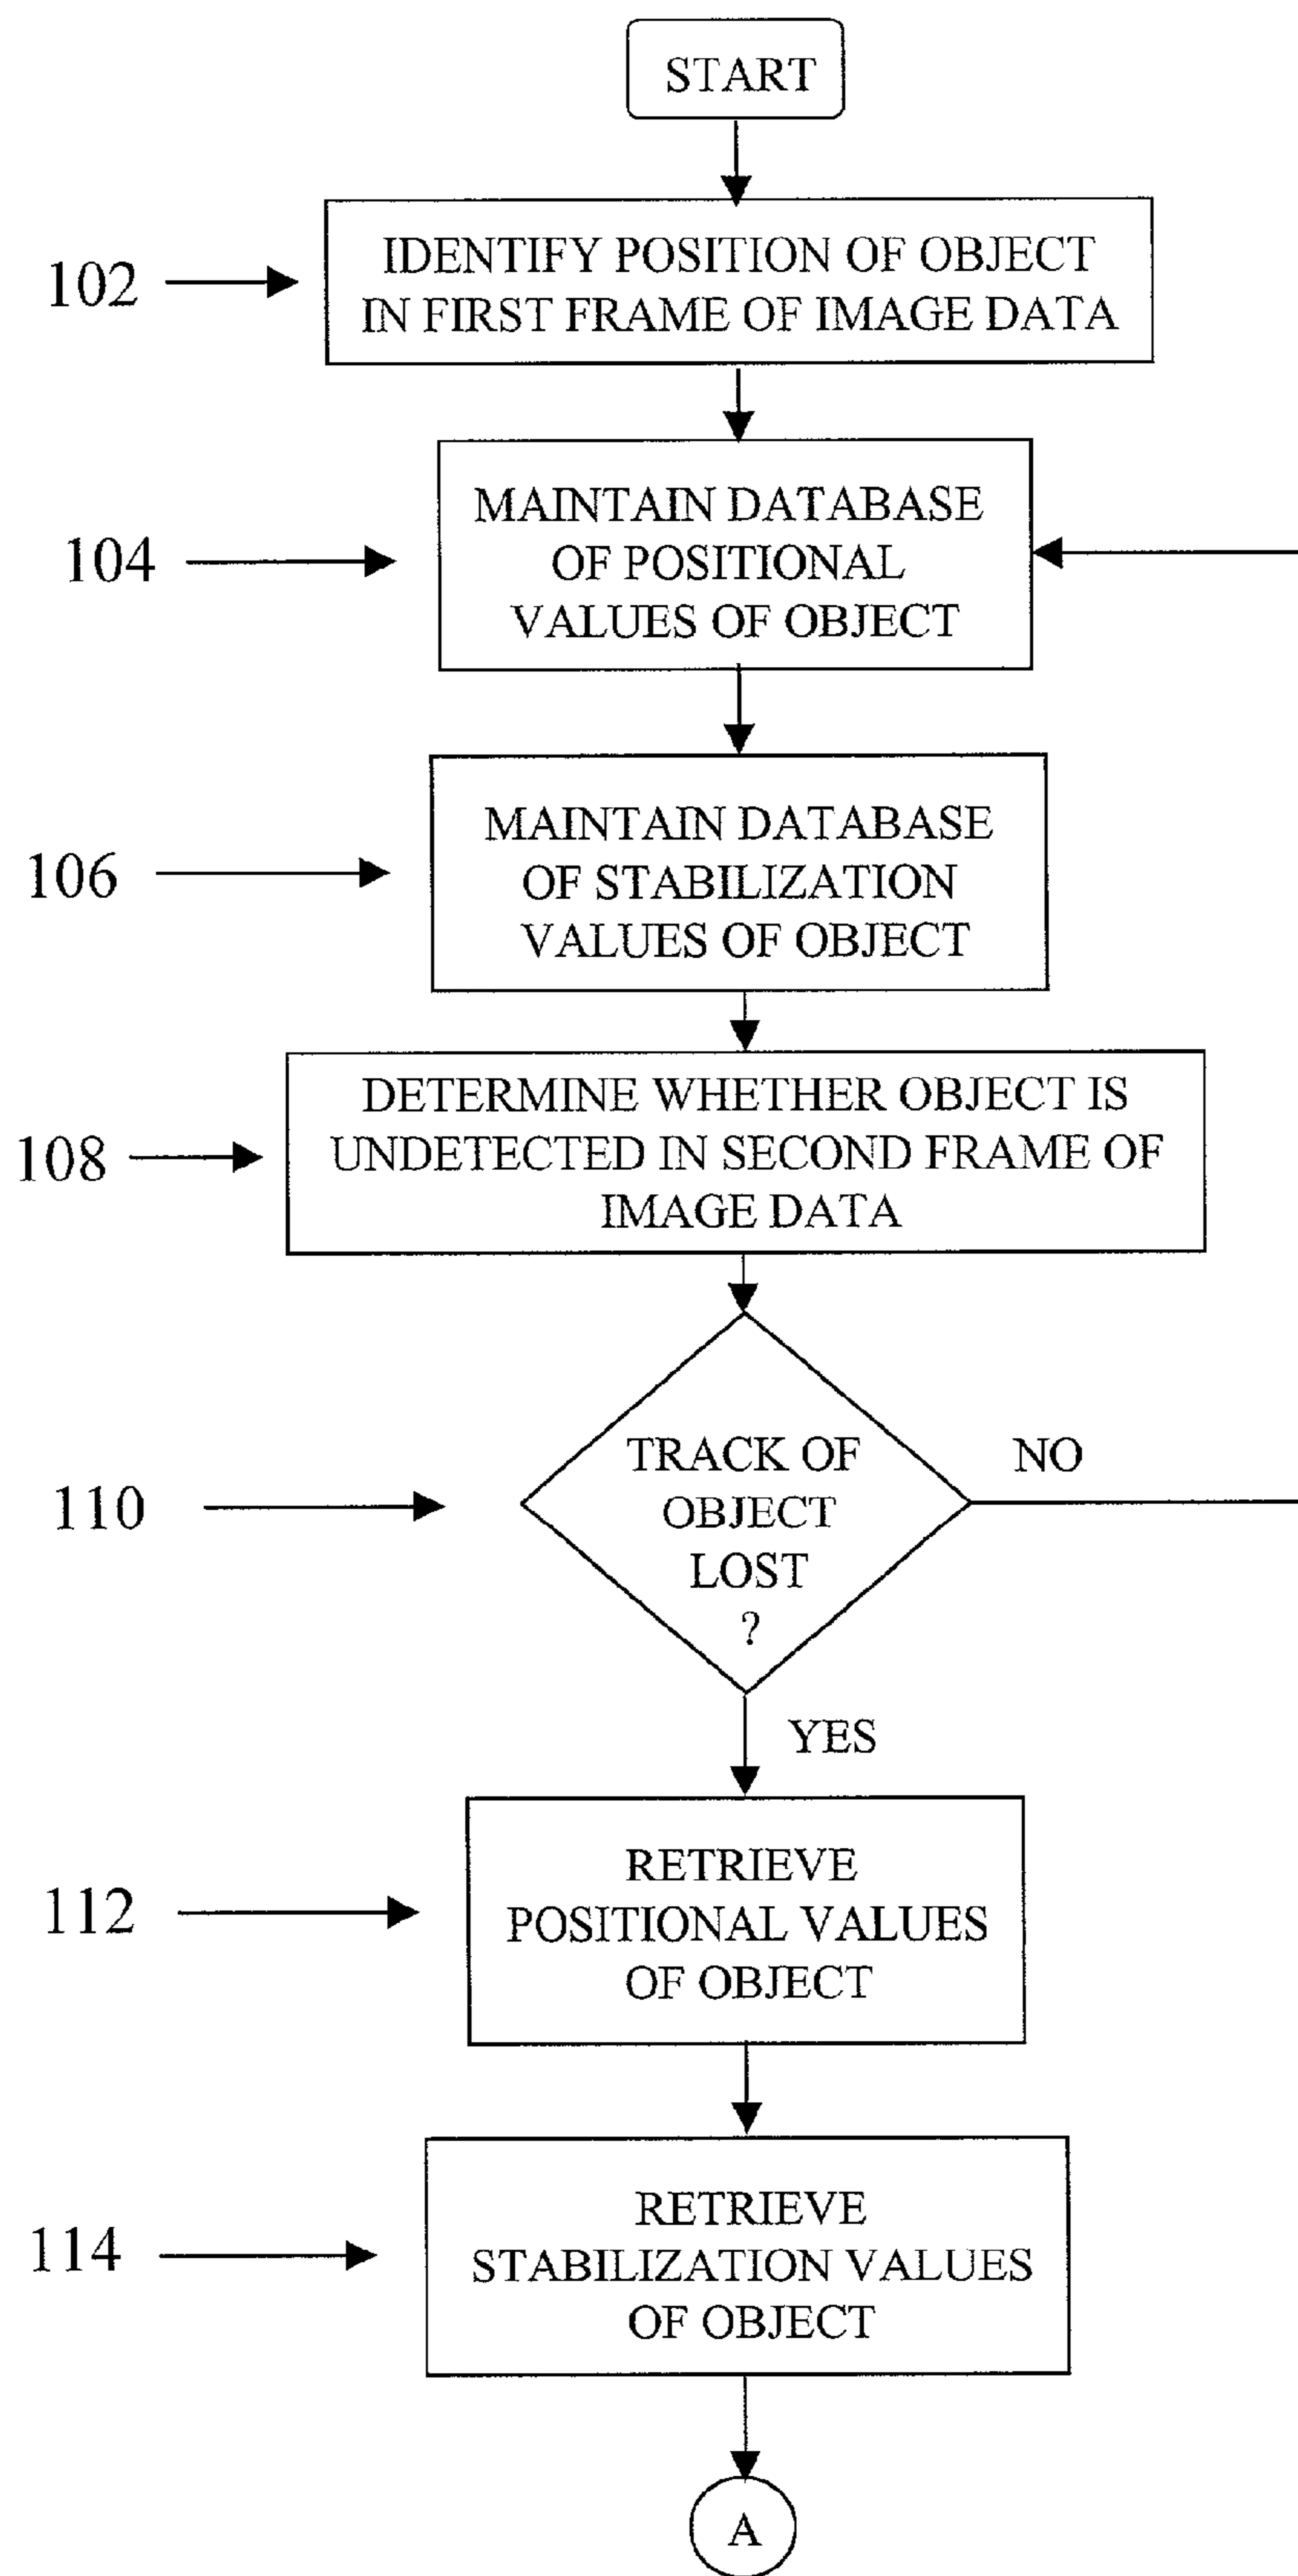 START
102
IDENTIFY POSITION OF OBJECT
IN FIRST FRAME OF IMAGE DATA
104
MAINTAIN DATABASE
OF POSITIONAL
VALUES OF OBJECT
106
MAINTAIN DATABASE
OF STABILIZATION
VALUES OF OBJECT
108
DETERMINE WHETHER OBJECT IS
UNDETECTED IN SECOND FRAME OF
IMAGE DATA
110
TRACK OF
OBJECT
LOST
?
NO
YES
112
RETRIEVE
POSITIONAL VALUES
OF OBJECT
114
RETRIEVE
STABILIZATION VALUES
OF OBJECT
A